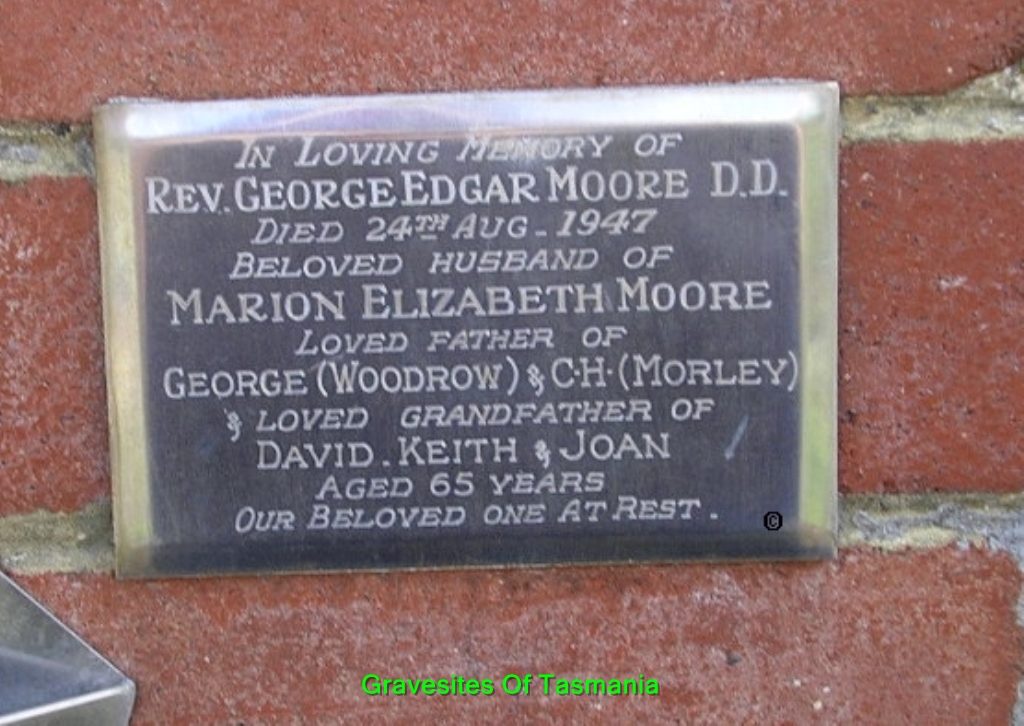 In Loving Memory of
Rev. George Edgar Moore D.D.
Died 24th Aug. 1947
Beloved husband of
Marion Elizabeth Moore
Loved father of
George (Woodrow) & C.H. (Morley)
& loved grandfather of
David. Keith & Joan
Aged 65 years
Our Beloved one At Rest.
©
Gravesites Of Tasmania